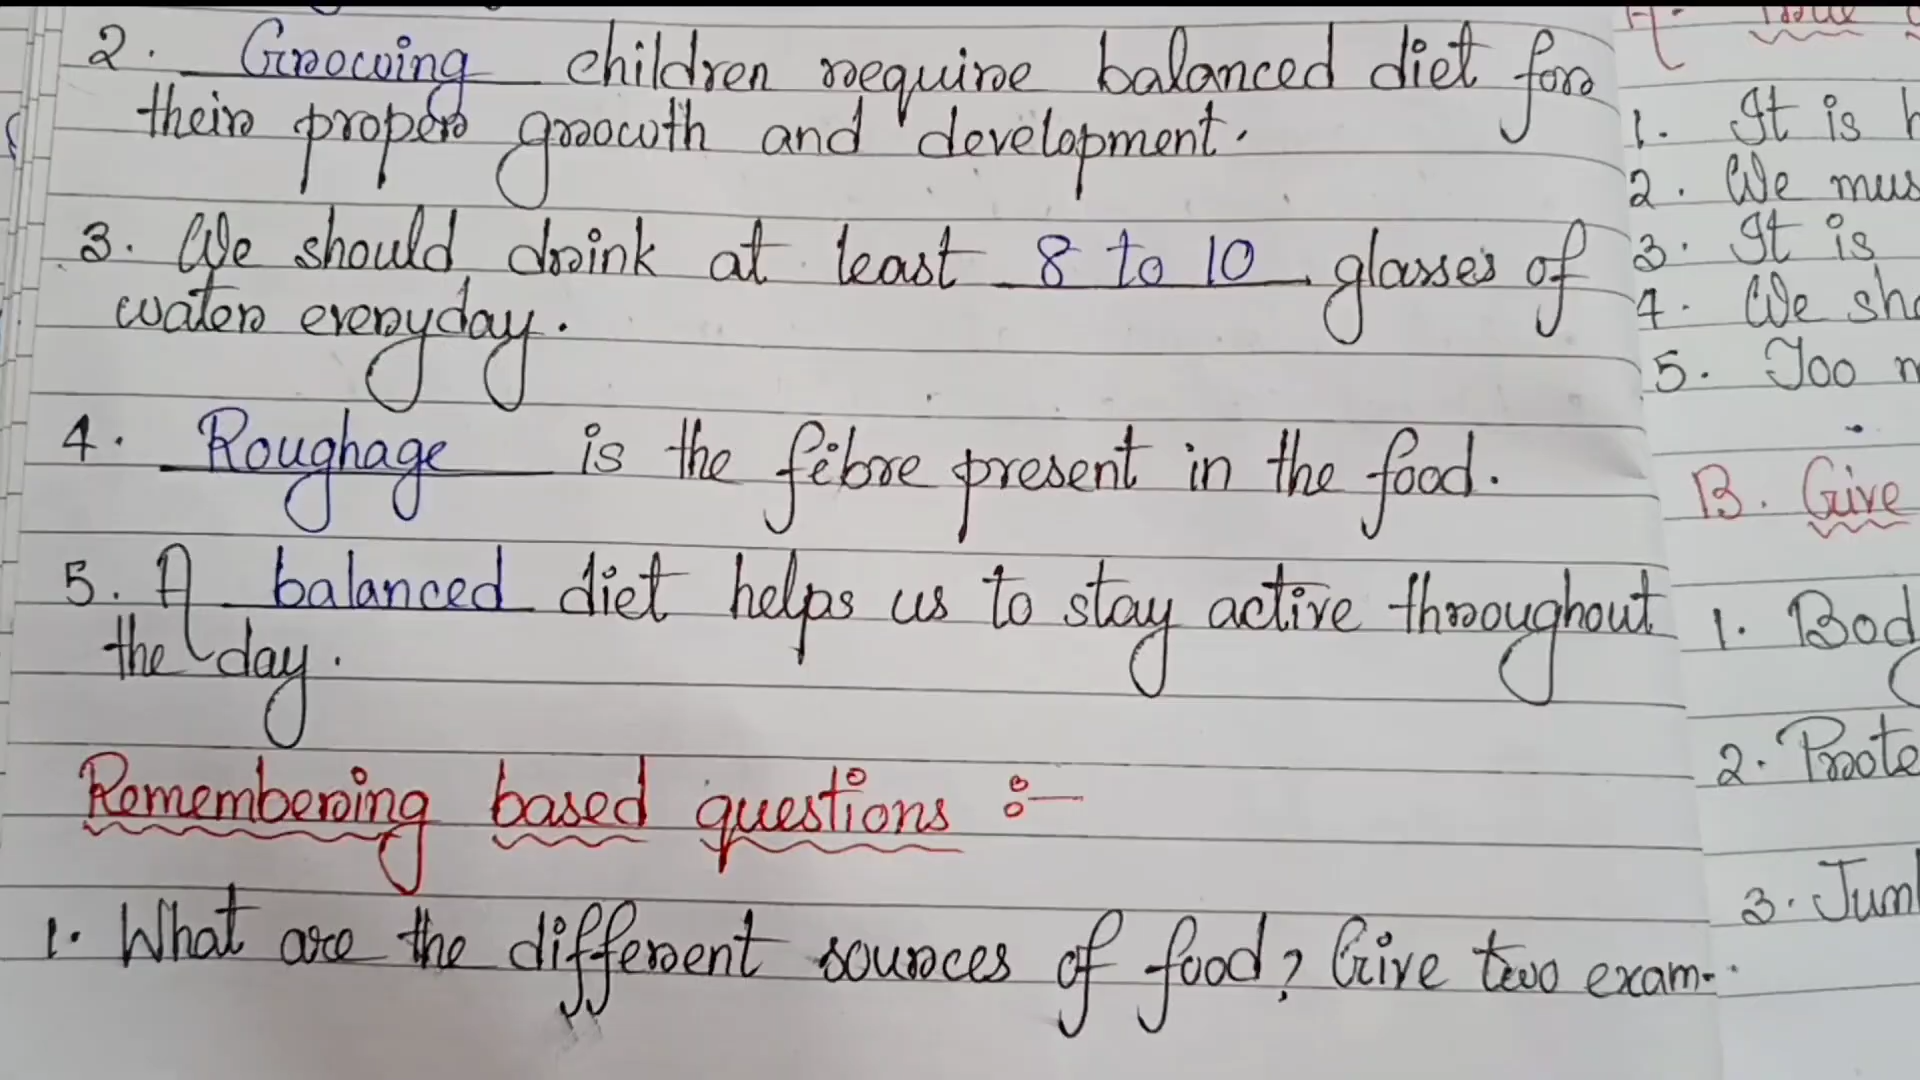 2. Growing children require balanced diet for
their proper growth and development.
3. We should drink at least 8 to 10 glasses of
water everyday.
4. Roughage is the fibre present in the food.
5. A balanced diet helps us to stay active throughout
the day.
Remembering based questions :-
1. What are the different sources of food? Give two exam-
1. It is
2. We mus
3. It is
4. We sho
5. Too m
B. Give
1. Bod
2. Prote
3. Jun